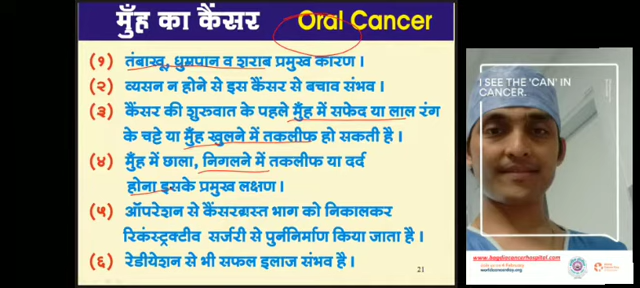 मुँह का कैंसर Oral Cancer
(१) तंबाखू, धुम्रपान व शराब प्रमुख कारण ।
(२) व्यसन न होने से इस कैंसर से बचाव संभव ।
(३) कैंसर की शुरुवात के पहले मुँह में सफेद या लाल रंग
के चट्टे या मुँह खुलने में तकलीफ हो सकती है ।
(४) मुँह में छाला, निगलने में तकलीफ या दर्द
होना इसके प्रमुख लक्षण ।
(५) ऑपरेशन से कैंसरग्रस्त भाग को निकालकर
रिकंस्ट्रक्टीव सर्जरी से पुर्ननिर्माण किया जाता है ।
(६) रेडीयेशन से भी सफल इलाज संभव है ।
21
I SEE THE 'CAN' IN
CANCER.
www.bagdiacancerhospital.com
worldcancerday.org